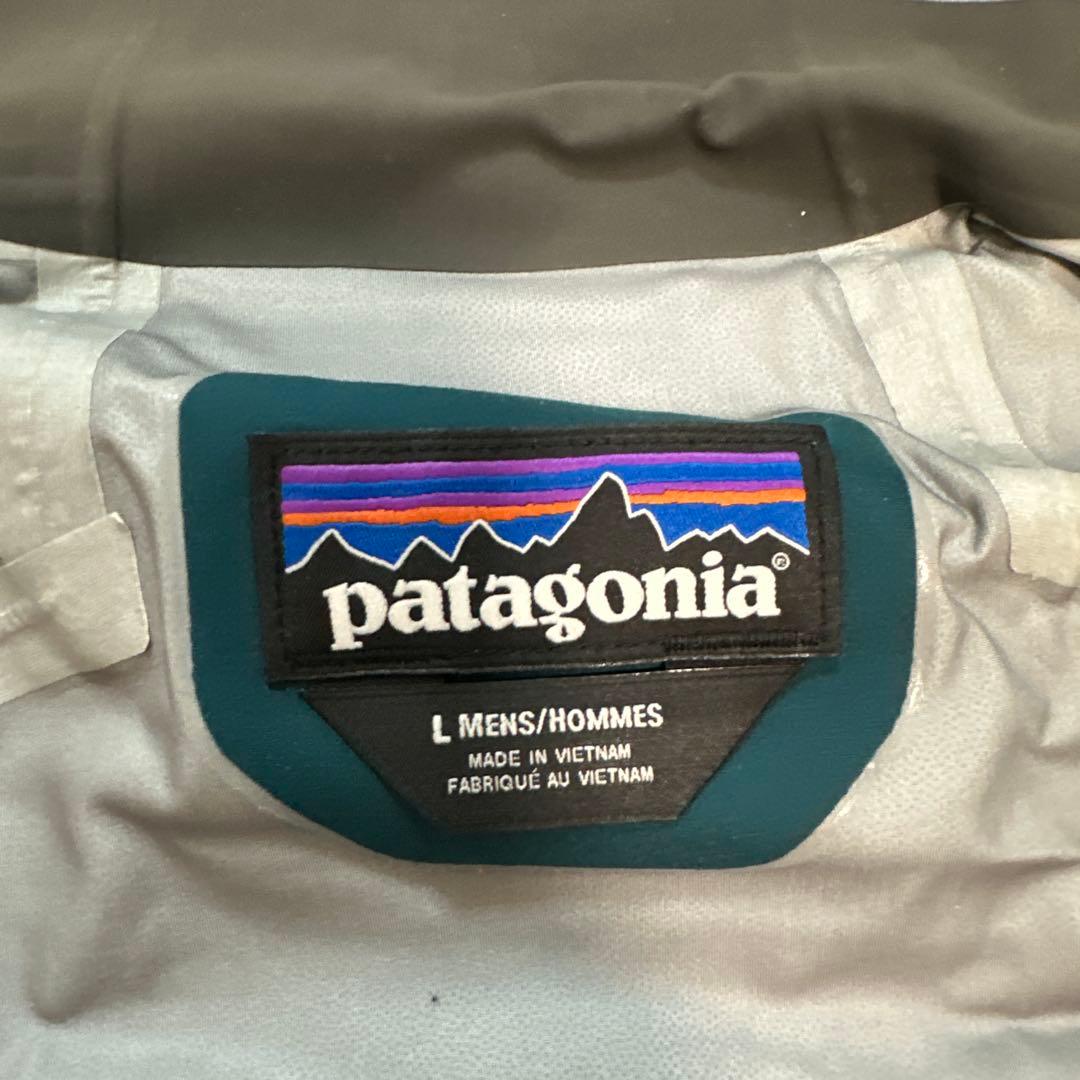 patagonia®
L MENS/HOMMES
MADE IN VIETNAM
FABRIQUÉ AU VIETNAM